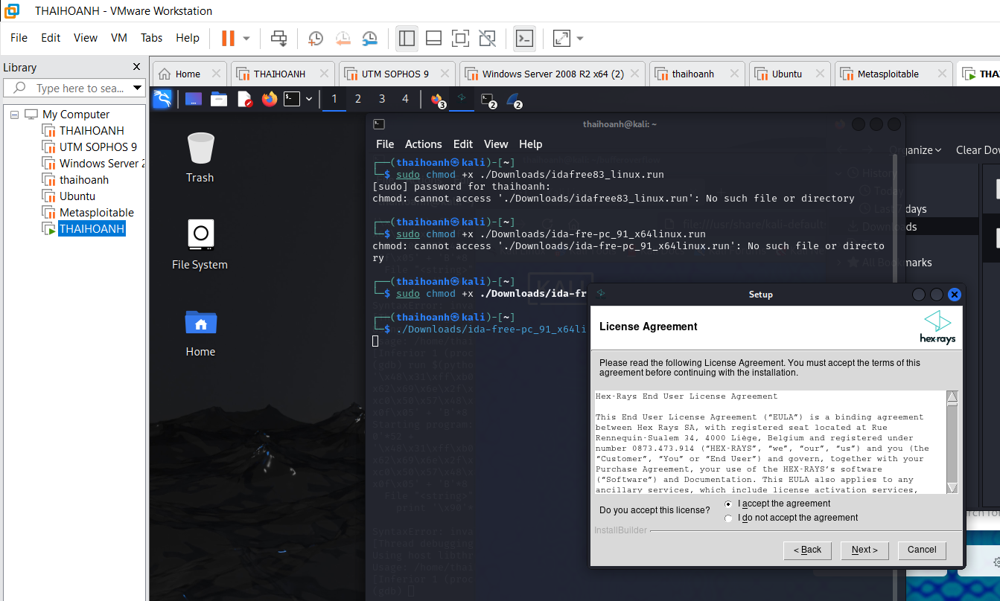 THAIHOANH - VMware Workstation
File Edit View VM Tabs Help
Library
Type here to sea...
Home THAIHOANH UTM SOPHOS 9 Windows Server 2008 R2 x64 (2) thaihoanh Ubuntu Metasploitable THA
My Computer
THAIHOANH
UTM SOPHOS 9
Windows Server 2
thaihoanh
Ubuntu
Metasploitable
THAIHOANH
1 2 3 4 3 2 2
Trash
File System
Home
thaihoanh@kali: ~
File Actions Edit View Help
┌──(thaihoanh㉿kali)-[~]
└─$ sudo chmod +x ./Downloads/idafree83_linux.run
[sudo] password for thaihoanh:
chmod: cannot access './Downloads/idafree83_linux.run': No such file or directory
┌──(thaihoanh㉿kali)-[~]
└─$ sudo chmod +x ./Downloads/ida-fre-pc_91_x64linux.run
chmod: cannot access './Downloads/ida-fre-pc_91_x64linux.run': No such file or directo
ry
┌──(thaihoanh㉿kali)-[~]
└─$ sudo chmod +x ./Downloads/ida-fr
┌──(thaihoanh㉿kali)-[~]
└─$ ./Downloads/ida-free-pc_91_x64li
Organize Clear Dow
History
Today
Last 7 days
Downloads
All Bookmarks
Setup
License Agreement
hex-rays
Please read the following License Agreement. You must accept the terms of this
agreement before continuing with the installation.
Hex-Rays End User License Agreement
This End User License Agreement (“EULA”) is a binding agreement
between Hex Rays SA, with registered seat located at Rue
Rennequin-Sualem 34, 4000 Liège, Belgium and registered under
number 0873.473.914 (“HEX-RAYS”, “we”, “our”, “us”) and you (the
“Customer”, “You” or “End User”) and govern, together with your
Purchase Agreement, your use of the HEX-RAYS’s software
(“Software”) and Documentation. This EULA also applies to any
ancillary services, which include license activation services,
Do you accept this license?
I accept the agreement
I do not accept the agreement
InstallBuilder
< Back Next > Cancel